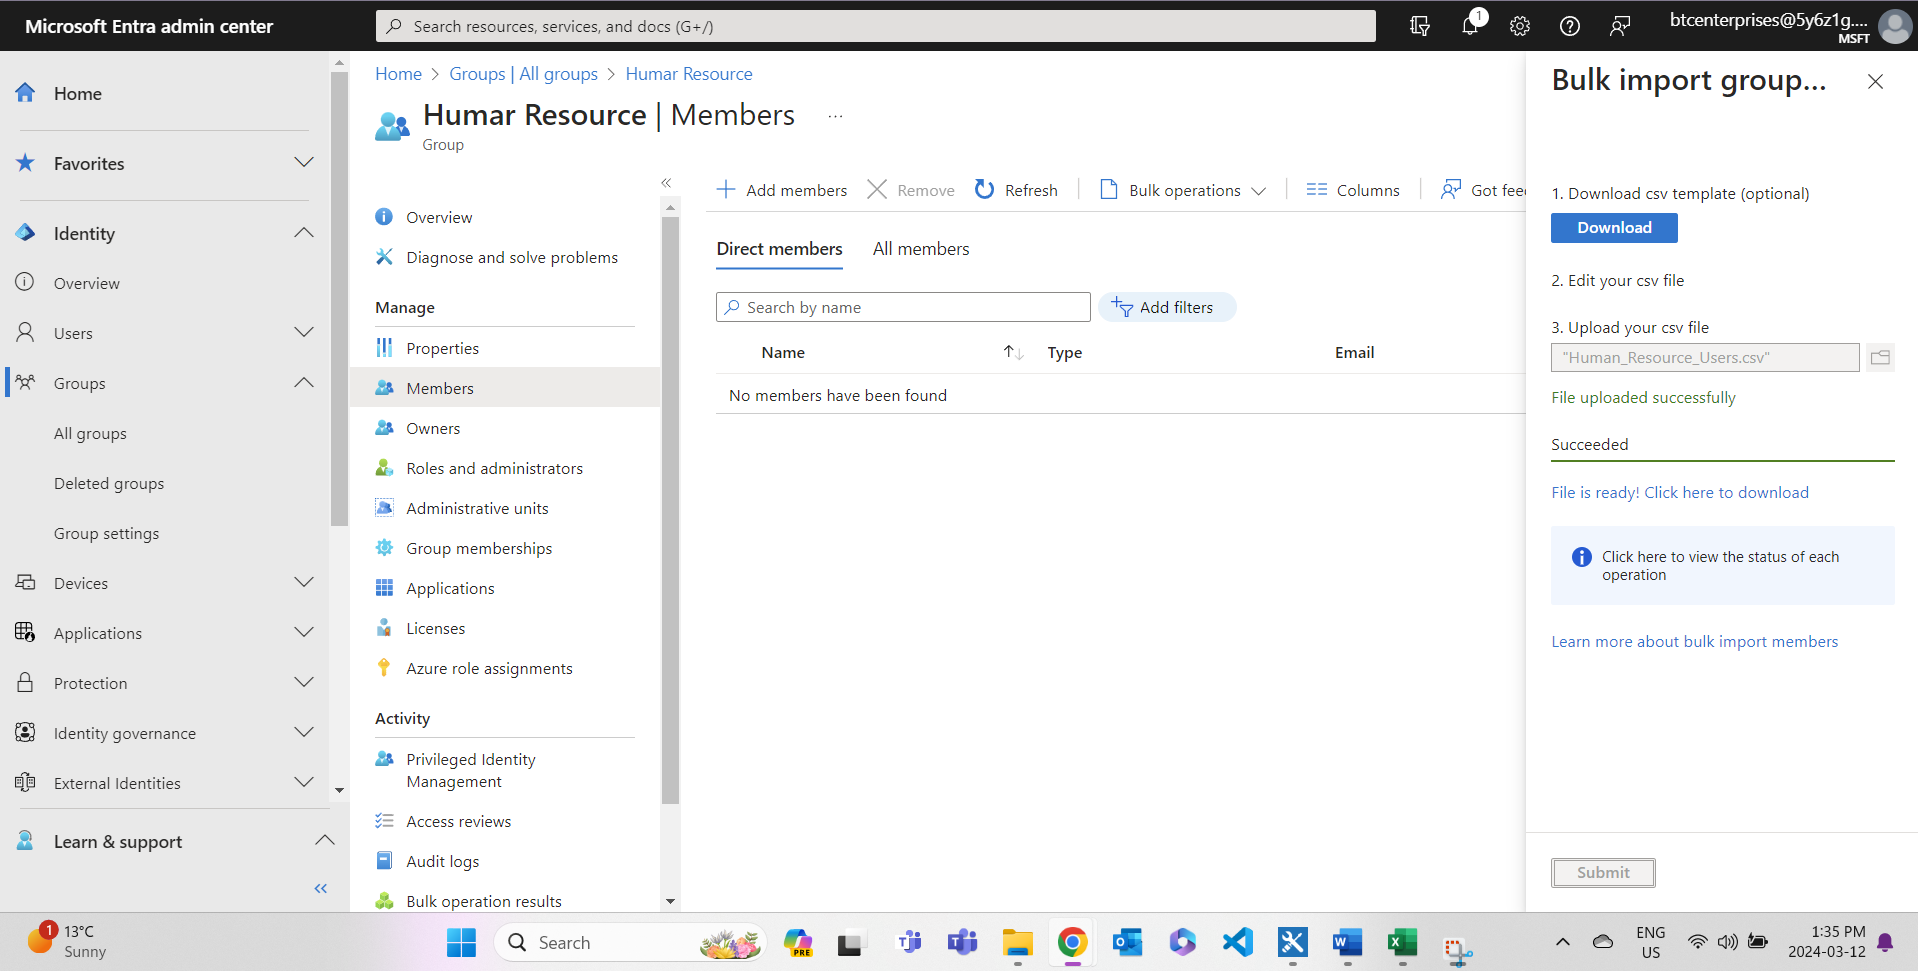 Microsoft Entra admin center
Search resources, services, and docs (G+/)
1
btcenterprises@5y6z1g....
MSFT
Home
Favorites
Identity
Overview
Users
Groups
All groups
Deleted groups
Group settings
Devices
Applications
Protection
Identity governance
External Identities
Learn & support
Home > Groups | All groups > Humar Resource
Humar Resource | Members ...
Group
Overview
Diagnose and solve problems
Manage
Properties
Members
Owners
Roles and administrators
Administrative units
Group memberships
Applications
Licenses
Azure role assignments
Activity
Privileged Identity
Management
Access reviews
Audit logs
Bulk operation results
Add members
Remove
Refresh
Bulk operations
Columns
Got fee
Direct members
All members
Search by name
Add filters
Name
Type
Email
No members have been found
Bulk import group...
1. Download csv template (optional)
Download
2. Edit your csv file
3. Upload your csv file
"Human_Resource_Users.csv"
File uploaded successfully
Succeeded
File is ready! Click here to download
Click here to view the status of each
operation
Learn more about bulk import members
Submit
1
13°C
Sunny
Search
PRE
ENG
US
1:35 PM
2024-03-12